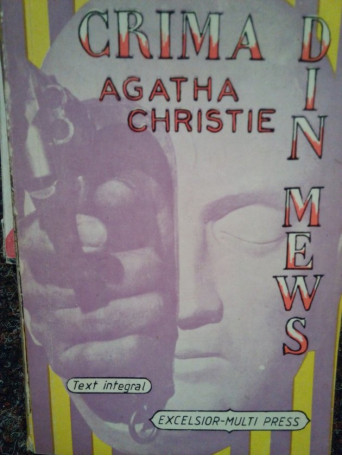 CRIMA DIN MEWS
AGATHA
CHRISTIE
Text integral
EXCELSIOR-MULTI PRESS